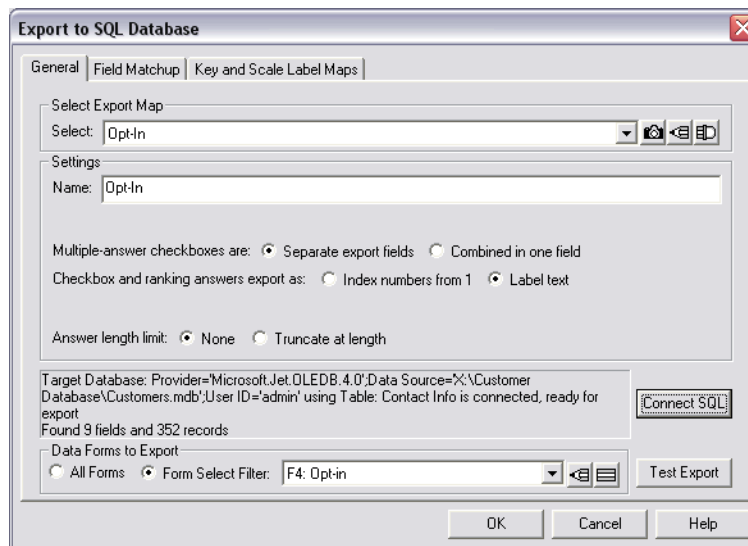 Export to SQL Database
General Field Matchup Key and Scale Label Maps
Select Export Map
Select: Opt-In
Settings
Name: Opt-In
Multiple-answer checkboxes are: Separate export fields Combined in one field
Checkbox and ranking answers export as: Index numbers from 1 Label text
Answer length limit: None Truncate at length
Target Database: Provider='Microsoft.Jet.OLEDB.4.0';Data Source='X:\Customer
Database\Customers.mdb';User ID='admin' using Table: Contact Info is connected, ready for
export
Found 9 fields and 352 records
Connect SQL
Data Forms to Export
All Forms Form Select Filter: F4: Opt-in Test Export
OK Cancel Help